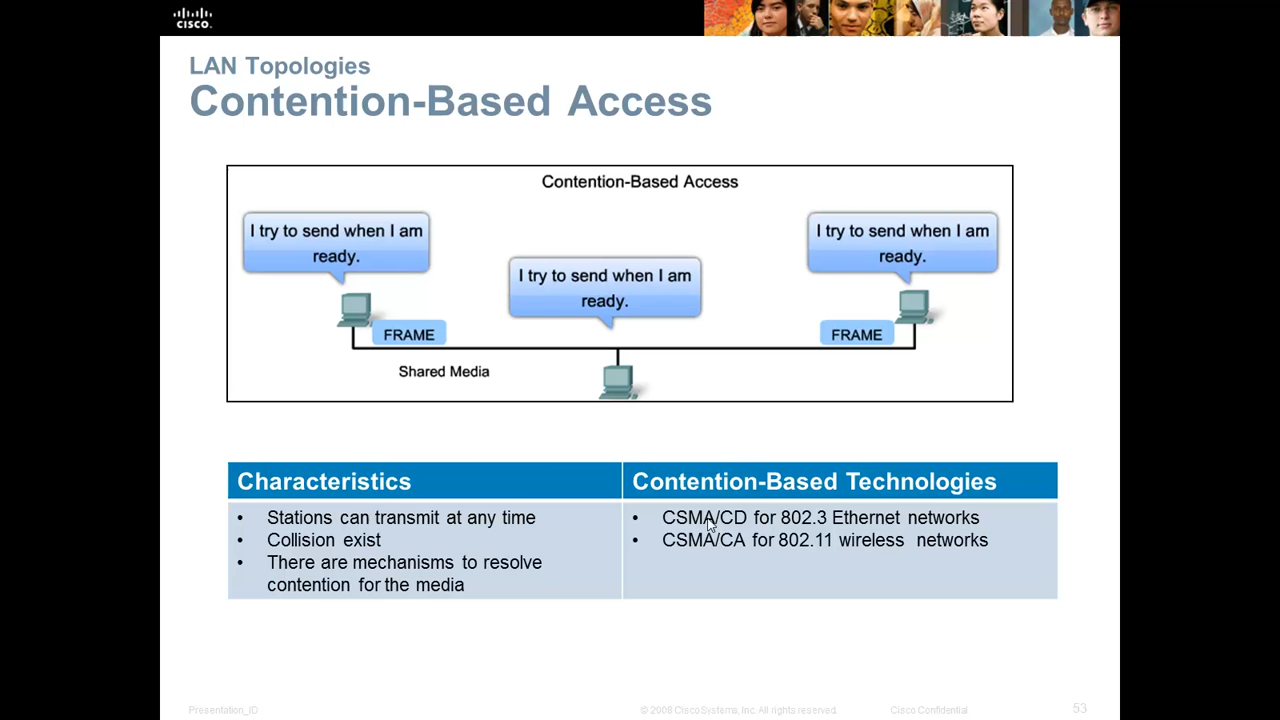 CISCO.
LAN Topologies
Contention-Based Access
Contention-Based Access
I try to send when I am
ready.
I try to send when I am
ready.
I try to send when I am
ready.
FRAME
FRAME
Shared Media
Characteristics
Contention-Based Technologies
• Stations can transmit at any time
• Collision exist
• There are mechanisms to resolve
contention for the media
• CSMA/CD for 802.3 Ethernet networks
• CSMA/CA for 802.11 wireless networks
Presentation_ID
© 2008 Cisco Systems, Inc. All rights reserved.
Cisco Confidential
53